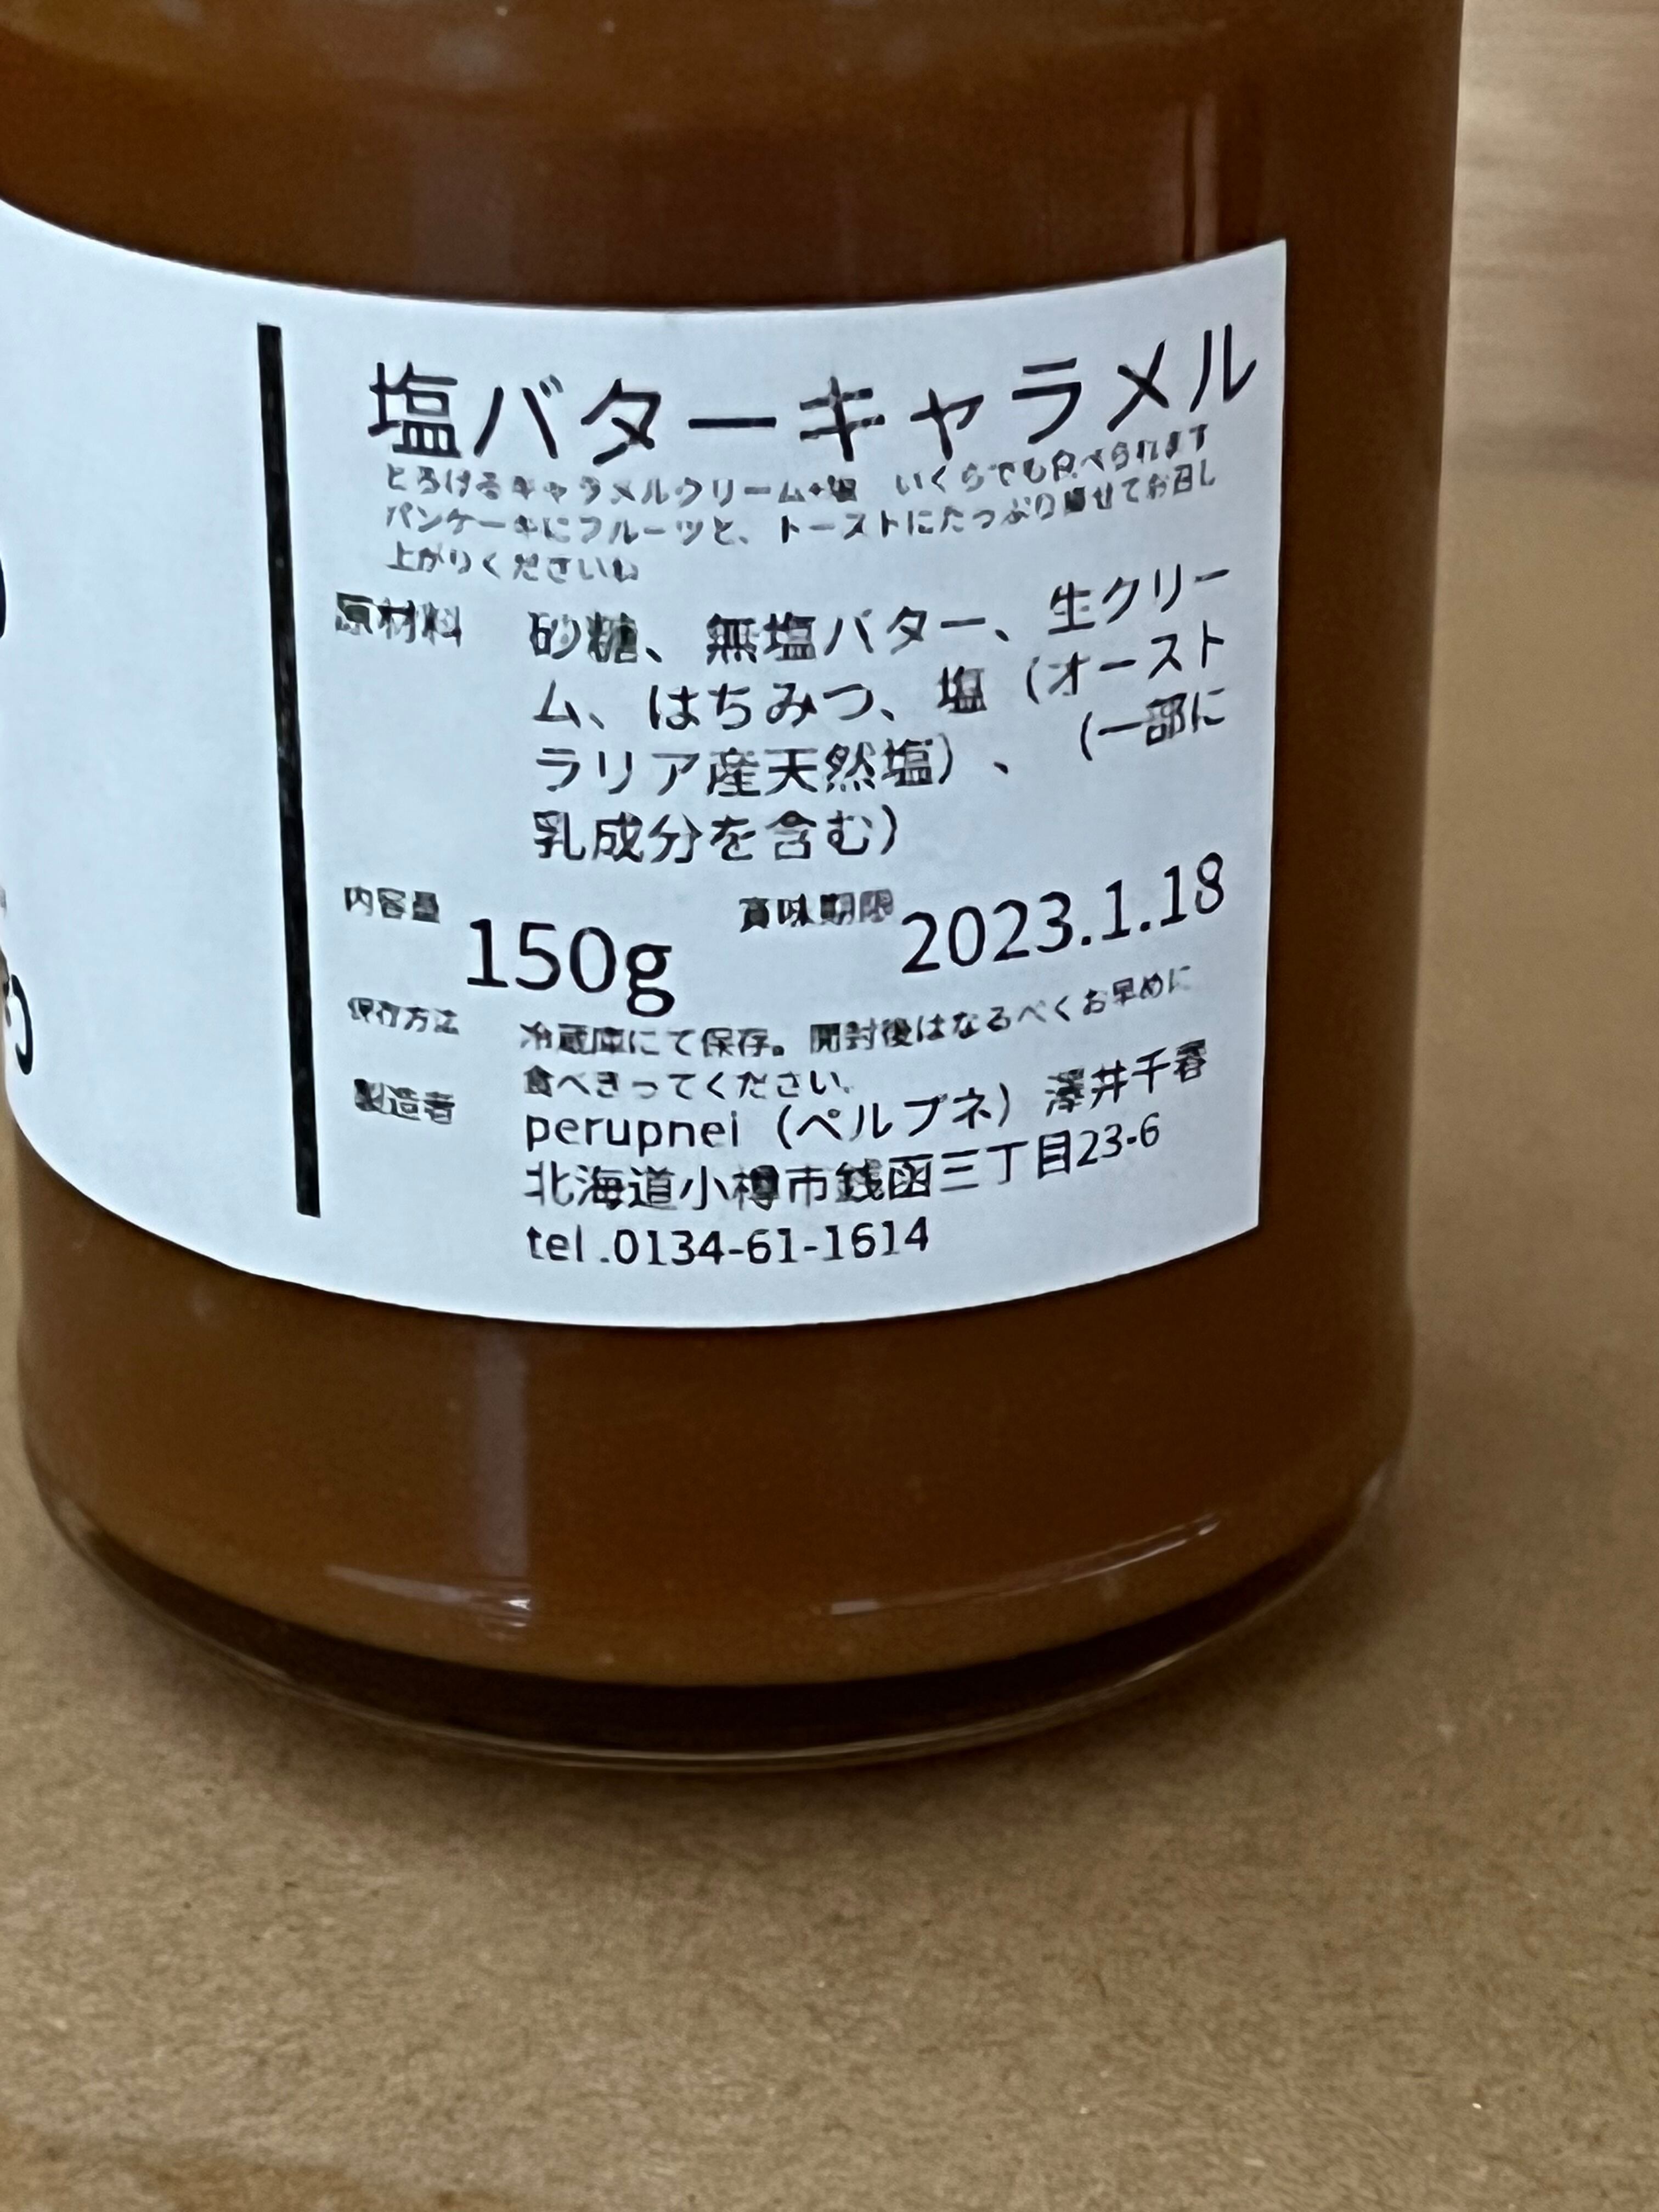 塩バターキャラメル
とろけるキャラメルクリーム+塩　いくらでも食べられます
パンケーキにフルーツと、トーストにたっぷり乗せてお召し
上がりくださいね
原材料　砂糖、無塩バター、生クリー
ム、はちみつ、塩（オースト
ラリア産天然塩）、（一部に
乳成分を含む）
内容量 150g　賞味期限 2023.1.18
保存方法　冷蔵庫にて保存。開封後はなるべくお早めに
食べきってください。
製造者　perupnei（ペルプネ）澤井千春
北海道小樽市銭函三丁目23-6
tel.0134-61-1614